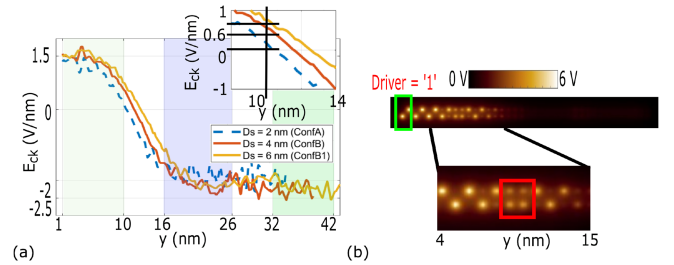 1.5
0
-2
-2.5
E_ck (V/nm)
1
10
16
26
32
42
y (nm)
(a)
1
0.6
0
-1
E_ck (V/nm)
10
14
y (nm)
Ds = 2 nm (ConfA)
Ds = 4 nm (ConfB)
Ds = 6 nm (ConfB1)
Driver = '1'
0 V
6 V
4
15
y (nm)
(b)